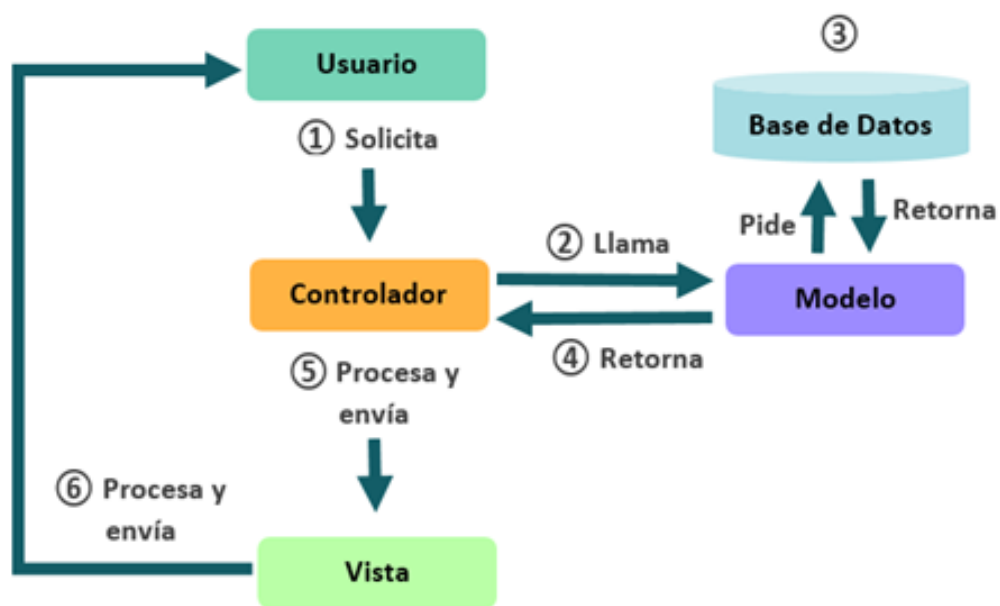 Usuario
① Solicita
③
Base de Datos
Pide
Retorna
② Llama
Controlador
Modelo
④ Retorna
⑤ Procesa y
envía
⑥ Procesa y
envía
Vista